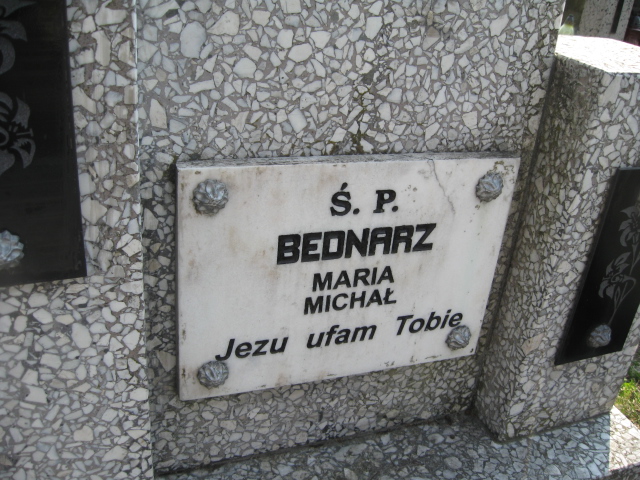 Ś. P.
BEDNARZ
MARIA
MICHAŁ
Jezu ufam Tobie